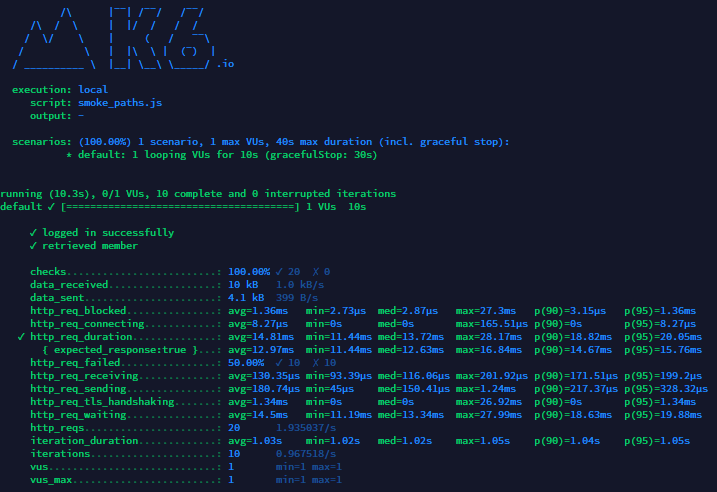 .io
execution: local
script: smoke_paths.js
output: -
scenarios: (100.00%) 1 scenario, 1 max VUs, 40s max duration (incl. graceful stop):
* default: 1 looping VUs for 10s (gracefulStop: 30s)
running (10.3s), 0/1 VUs, 10 complete and 0 interrupted iterations
default ✓ [======================================] 1 VUs  10s
✓ logged in successfully
✓ retrieved member
checks.........................: 100.00% ✓ 20  ✗ 0
data_received..................: 10 kB   1.0 kB/s
data_sent......................: 4.1 kB  399 B/s
http_req_blocked...............: avg=1.36ms   min=2.73µs  med=2.87µs   max=27.3ms   p(90)=3.15µs   p(95)=1.36ms
http_req_connecting............: avg=8.27µs   min=0s      med=0s       max=165.51µs p(90)=0s       p(95)=8.27µs
✓ http_req_duration..............: avg=14.81ms  min=11.44ms med=13.72ms  max=28.17ms  p(90)=18.82ms  p(95)=20.05ms
{ expected_response:true }...: avg=12.97ms  min=11.44ms med=12.63ms  max=16.84ms  p(90)=14.67ms  p(95)=15.76ms
http_req_failed................: 50.00% ✓ 10  ✗ 10
http_req_receiving.............: avg=130.35µs min=93.39µs med=116.06µs max=201.92µs p(90)=171.51µs p(95)=199.2µs
http_req_sending...............: avg=180.74µs min=45µs    med=150.41µs max=1.24ms   p(90)=217.37µs p(95)=328.32µs
http_req_tls_handshaking.......: avg=1.34ms   min=0s      med=0s       max=26.92ms  p(90)=0s       p(95)=1.34ms
http_req_waiting...............: avg=14.5ms   min=11.19ms med=13.34ms  max=27.99ms  p(90)=18.63ms  p(95)=19.88ms
http_reqs......................: 20      1.935037/s
iteration_duration.............: avg=1.03s    min=1.02s   med=1.02s    max=1.05s    p(90)=1.04s    p(95)=1.05s
iterations.....................: 10      0.967518/s
vus............................: 1       min=1 max=1
vus_max........................: 1       min=1 max=1